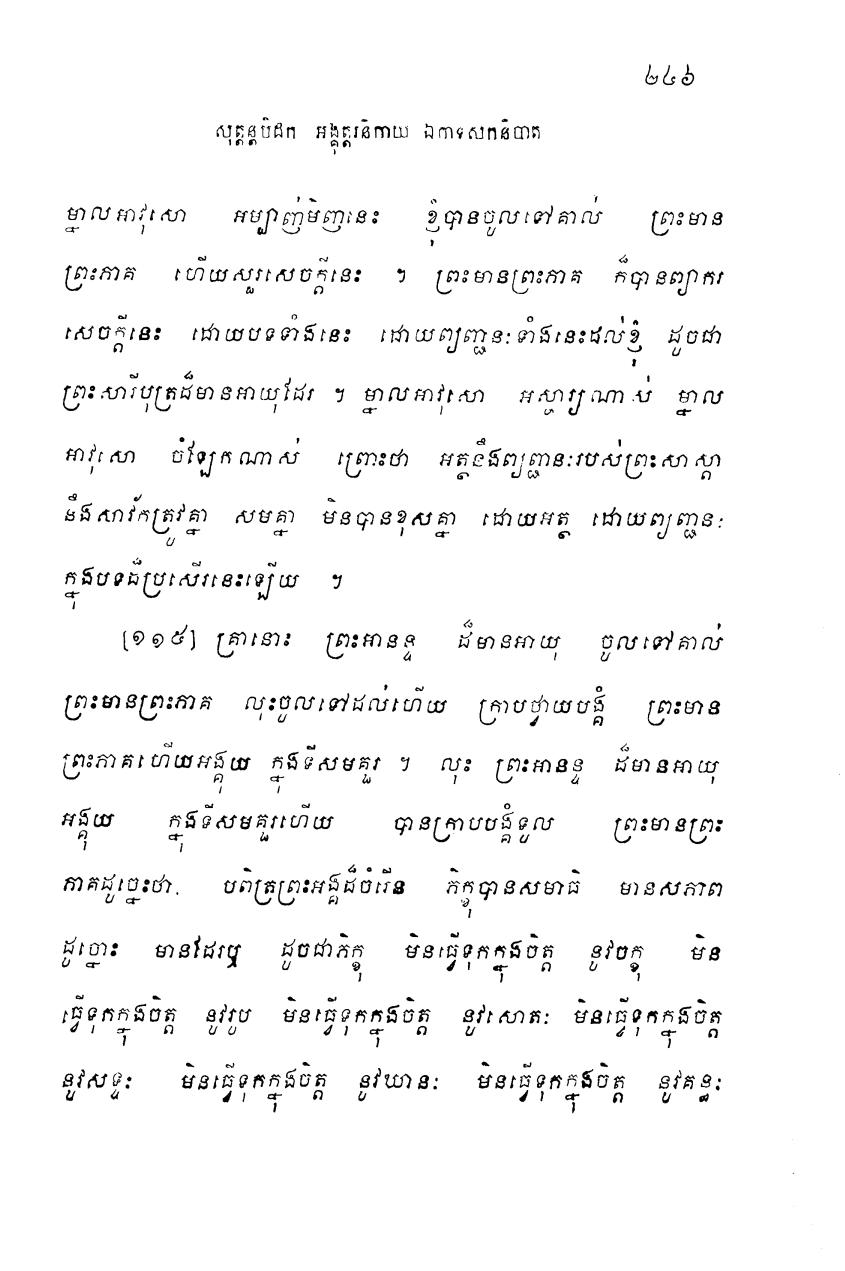 ២៤៦
សុត្តន្តបិដក អង្គុត្តរនិកាយ ឯកាទសកនិបាត
ម្នាលអាវុសោ អម្បាញ់មិញនេះ ខ្ញុំបានចូលទៅគាល់ ព្រះមាន
ព្រះភាគ ហើយសួរសេចក្តីនេះ ។ ព្រះមានព្រះភាគ ក៏បានព្យាករ
សេចក្តីនេះ ដោយបទទាំងនេះ ដោយព្យញ្ជនៈទាំងនេះដល់ខ្ញុំ ដូចជា
ព្រះសារីបុត្រដ៏មានអាយុដែរ ។ ម្នាលអាវុសោ អស្ចារ្យណាស់ ម្នាល
អាវុសោ ចំឡែកណាស់ ព្រោះថា អត្ថនឹងព្យញ្ជនៈរបស់ព្រះសាស្តា
នឹងសាវ័កត្រូវគ្នា សមគ្នា មិនបានខុសគ្នា ដោយអត្ថ ដោយព្យញ្ជនៈ
ក្នុងបទដ៏ប្រសើរនេះឡើយ ។
[១១៥] គ្រានោះ ព្រះអានន្ទ ដ៏មានអាយុ ចូលទៅគាល់
ព្រះមានព្រះភាគ លុះចូលទៅដល់ហើយ ក្រាបថ្វាយបង្គំ ព្រះមាន
ព្រះភាគហើយអង្គុយ ក្នុងទីសមគួរ ។ លុះ ព្រះអានន្ទ ដ៏មានអាយុ
អង្គុយ ក្នុងទីសមគួរហើយ បានក្រាបបង្គំទូល ព្រះមានព្រះ
ភាគដូច្នេះថា. បពិត្រព្រះអង្គដ៏ចំរើន ភិក្ខុបានសមាធិ មានសភាព
ដូច្នោះ មានដែរឬ ដូចជាភិក្ខុ មិនធ្វើទុកក្នុងចិត្ត នូវចក្ខុ មិន
ធ្វើទុកក្នុងចិត្ត នូវរូប មិនធ្វើទុកក្នុងចិត្ត នូវសោតៈ មិនធ្វើទុកក្នុងចិត្ត
នូវសទ្ទៈ មិនធ្វើទុកក្នុងចិត្ត នូវឃានៈ មិនធ្វើទុកក្នុងចិត្ត នូវគន្ធៈ